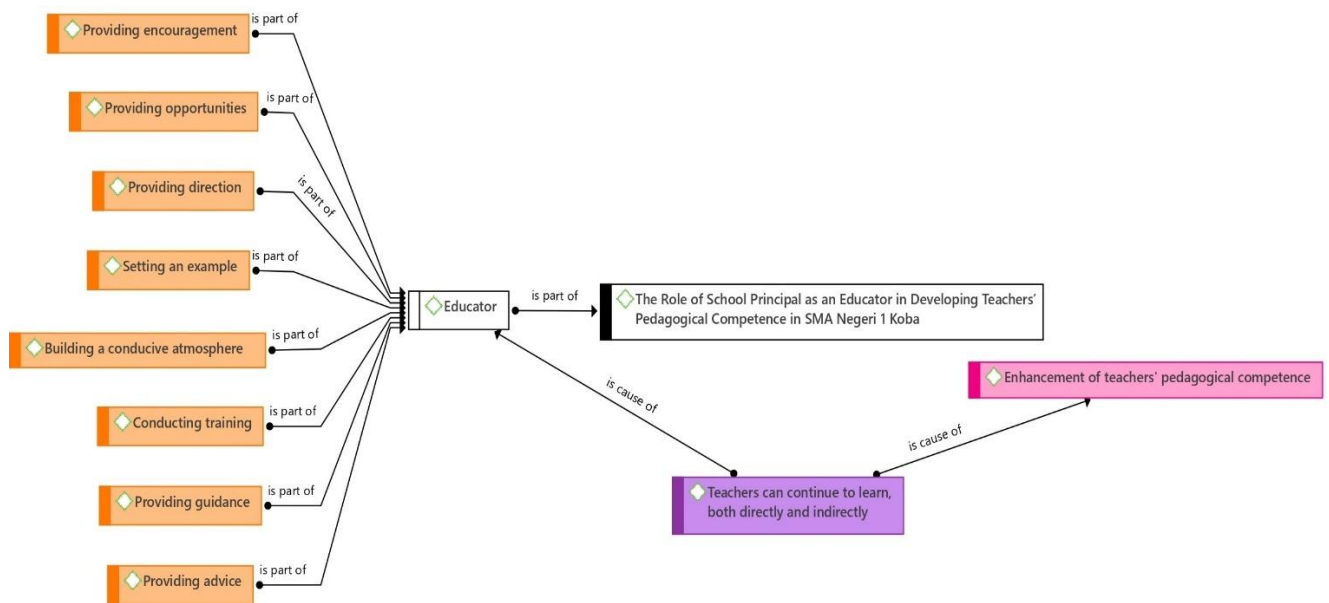 is part of
Providing encouragement
is part of
Providing opportunities
is part of
Providing direction
is part of
Setting an example
is part of
Building a conducive atmosphere
is part of
Conducting training
is part of
Providing guidance
is part of
Providing advice
Educator
is part of
The Role of School Principal as an Educator in Developing Teachers'
Pedagogical Competence in SMA Negeri 1 Koba
is cause of
Enhancement of teachers' pedagogical competence
is cause of
Teachers can continue to learn,
both directly and indirectly